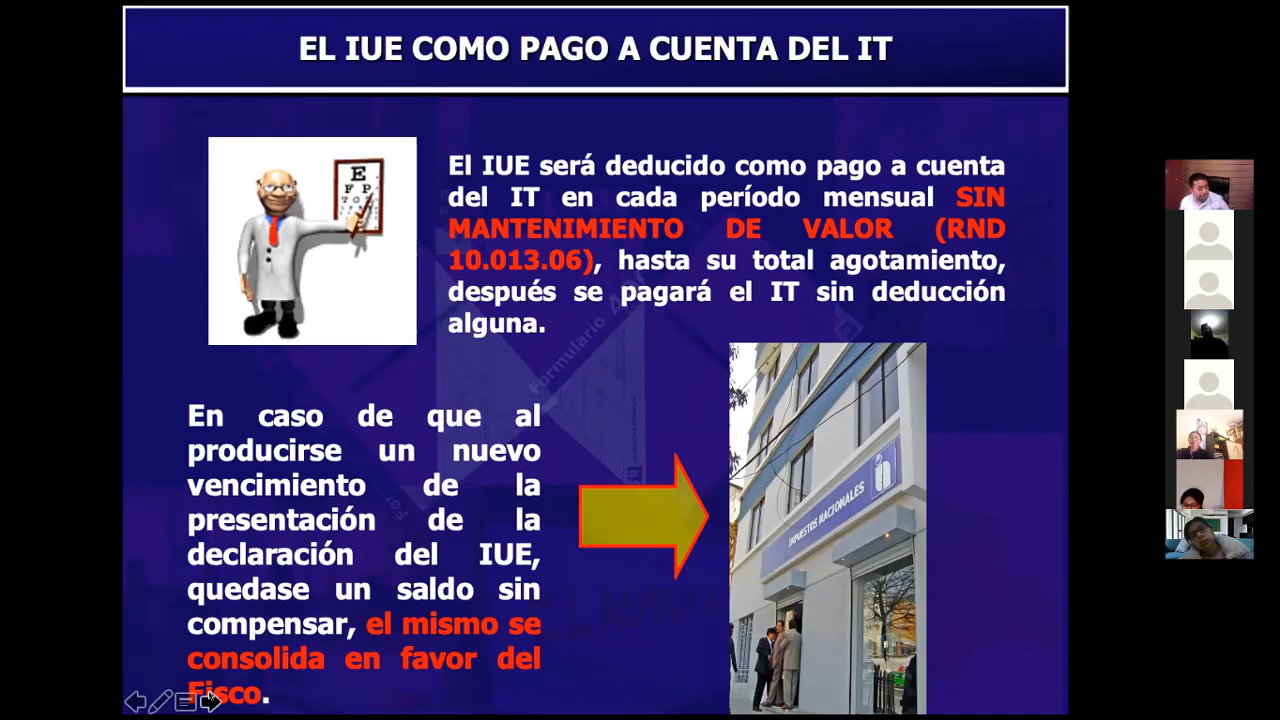 EL IUE COMO PAGO A CUENTA DEL IT
E
F P
El IUE será deducido como pago a cuenta
del IT en cada período mensual SIN
MANTENIMIENTO DE VALOR (RND
10.013.06), hasta su total agotamiento,
después se pagará el IT sin deducción
alguna.
Formulario
En caso de que al
producirse un nuevo
vencimiento de la
presentación de la
declaración del IUE,
quedase un saldo sin
compensar, el mismo se
consolida en favor del
Fisco.
IMPUESTOS NACIONALES